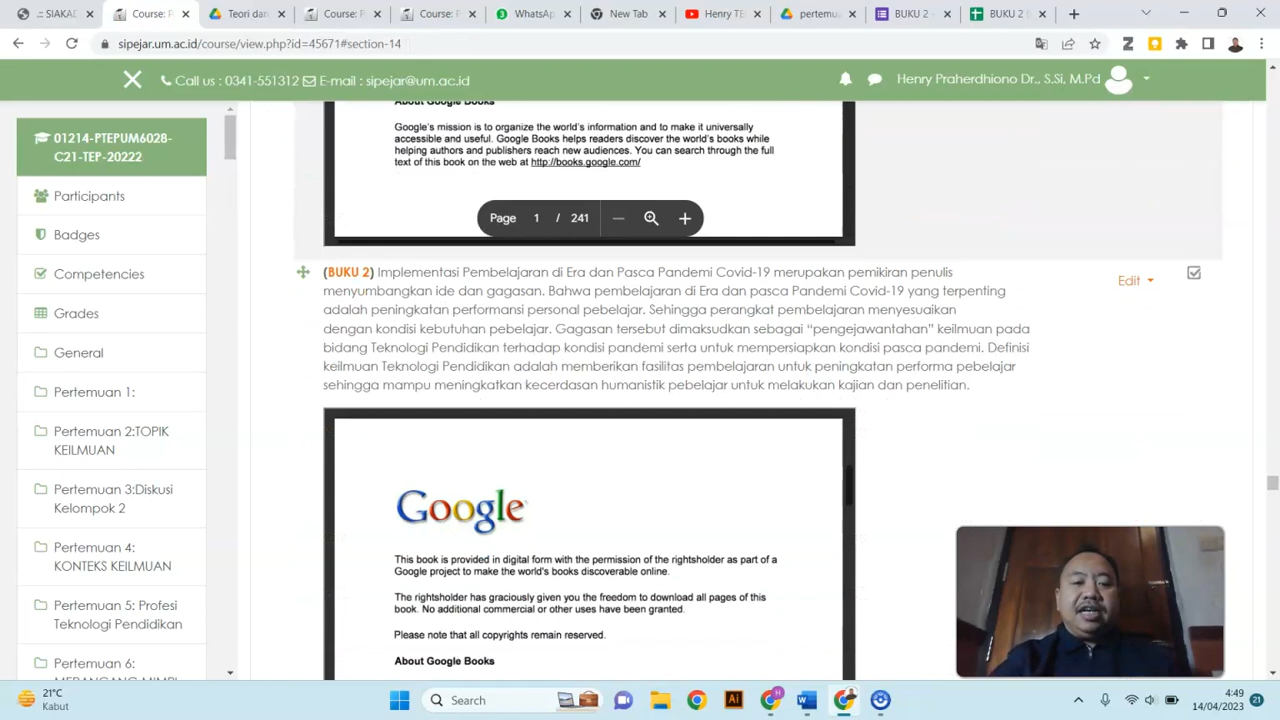 SIAKAD
Course: P
Teori dan
Course: P
Course: P
WhatsApp
New Tab
Henry TE
pertemua
BUKU 2 -
BUKU 2 (
sipejar.um.ac.id/course/view.php?id=45671#section-14
Call us : 0341-551312 E-mail : sipejar@um.ac.id
Henry Praherdhiono Dr., S.Si, M.Pd
01214-PTEPUM6028-
C21-TEP-20222
Participants
Badges
Competencies
Grades
General
Pertemuan 1:
Pertemuan 2:TOPIK
KEILMUAN
Pertemuan 3:Diskusi
Kelompok 2
Pertemuan 4:
KONTEKS KEILMUAN
Pertemuan 5: Profesi
Teknologi Pendidikan
Pertemuan 6:
MERANCANG MIMPI
About Google Books
Google's mission is to organize the world's information and to make it universally
accessible and useful. Google Books helps readers discover the world's books while
helping authors and publishers reach new audiences. You can search through the full
text of this book on the web at http://books.google.com/
Page 1 / 241
(BUKU 2) Implementasi Pembelajaran di Era dan Pasca Pandemi Covid-19 merupakan pemikiran penulis
menyumbangkan ide dan gagasan. Bahwa pembelajaran di Era dan pasca Pandemi Covid-19 yang terpenting
adalah peningkatan performansi personal pebelajar. Sehingga perangkat pembelajaran menyesuaikan
dengan kondisi kebutuhan pebelajar. Gagasan tersebut dimaksudkan sebagai “pengejawantahan” keilmuan pada
bidang Teknologi Pendidikan terhadap kondisi pandemi serta untuk mempersiapkan kondisi pasca pandemi. Definisi
keilmuan Teknologi Pendidikan adalah memberikan fasilitas pembelajaran untuk peningkatan performa pebelajar
sehingga mampu meningkatkan kecerdasan humanistik pebelajar untuk melakukan kajian dan penelitian.
Edit
Google
This book is provided in digital form with the permission of the rightsholder as part of a
Google project to make the world's books discoverable online.
The rightsholder has graciously given you the freedom to download all pages of this
book. No additional commercial or other uses have been granted.
Please note that all copyrights remain reserved.
About Google Books
21°C
Kabut
Search
4:49
14/04/2023
21